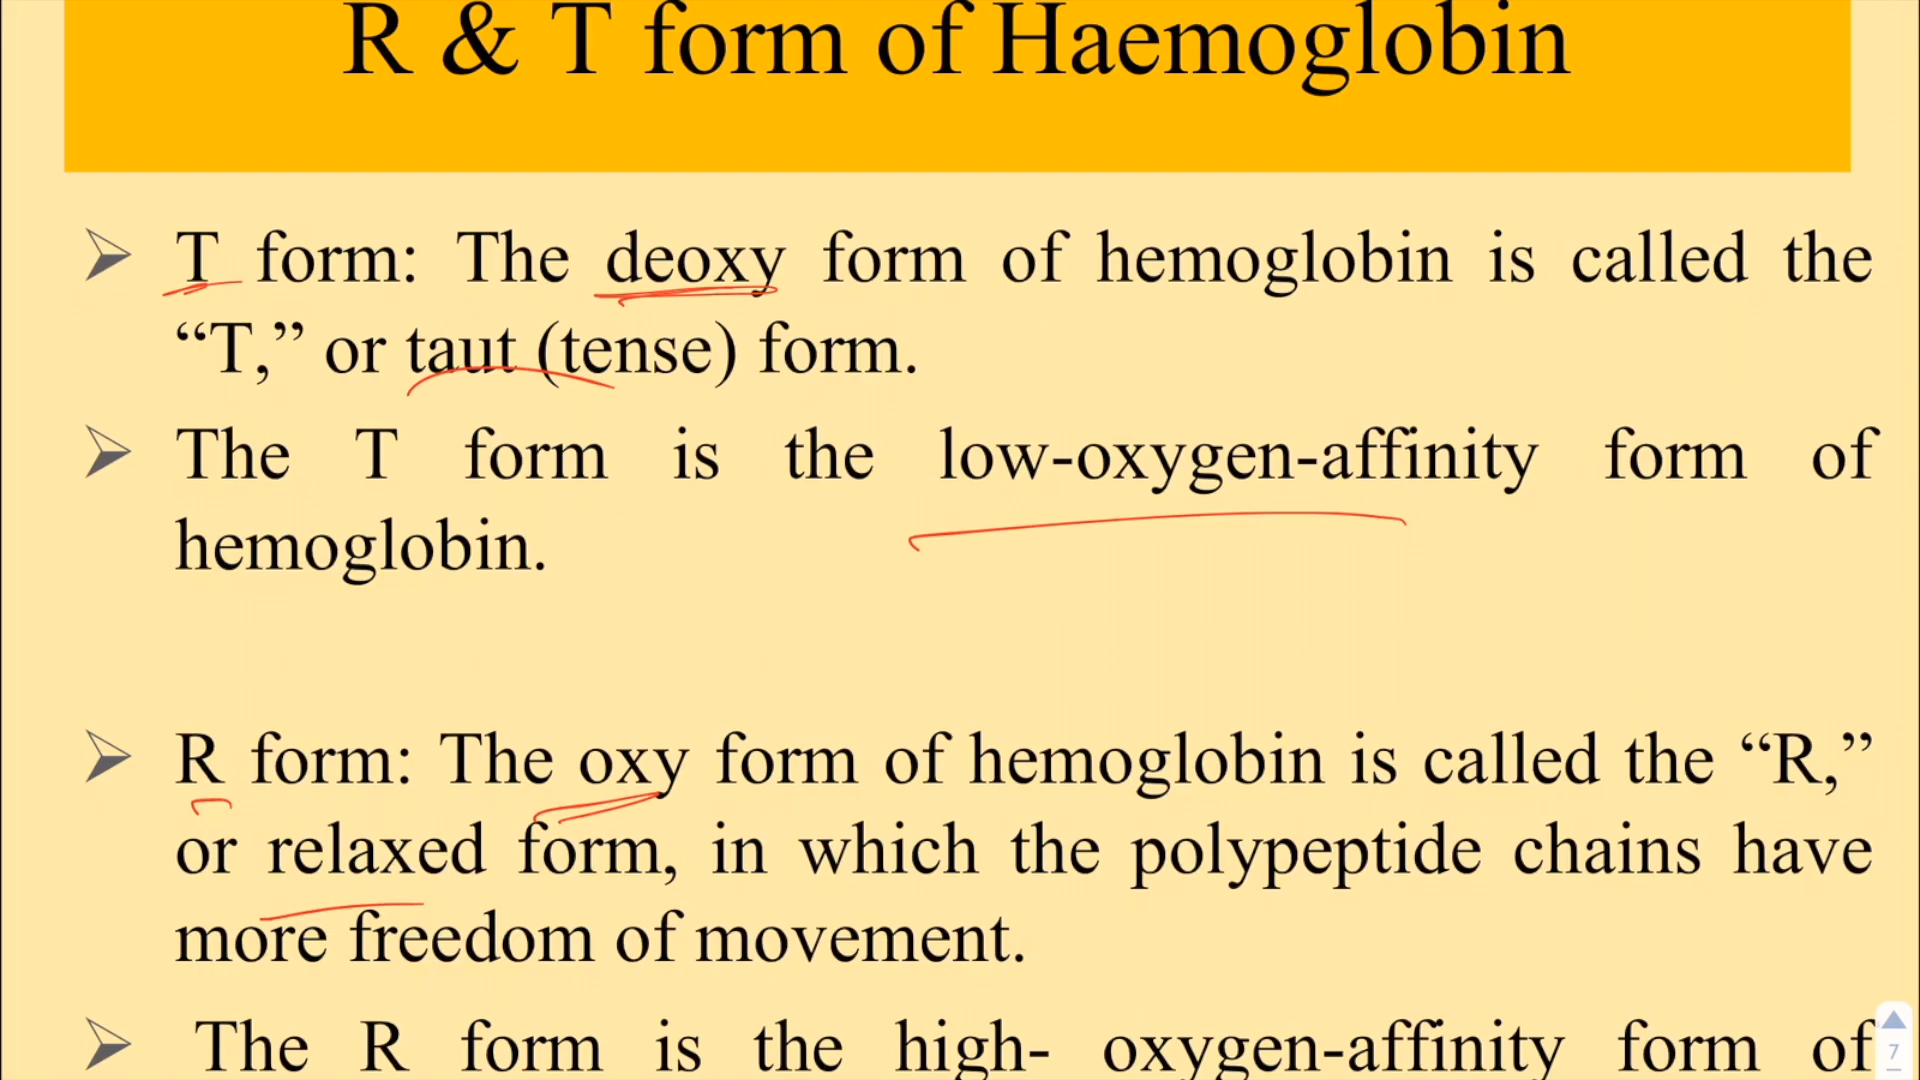 R & T form of Haemoglobin
T form: The deoxy form of hemoglobin is called the
“T,” or taut (tense) form.
The T form is the low-oxygen-affinity form of
hemoglobin.
R form: The oxy form of hemoglobin is called the “R,”
or relaxed form, in which the polypeptide chains have
more freedom of movement.
The R form is the high- oxygen-affinity form of
7